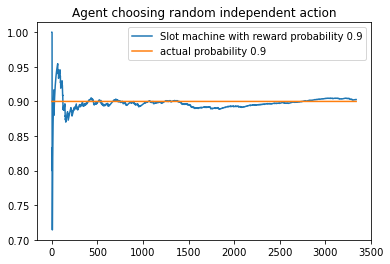 Agent choosing random independent action
Slot machine with reward probability 0.9
actual probability 0.9
1.00
0.95
0.90
0.85
0.80
0.75
0.70
0 500 1000 1500 2000 2500 3000 3500